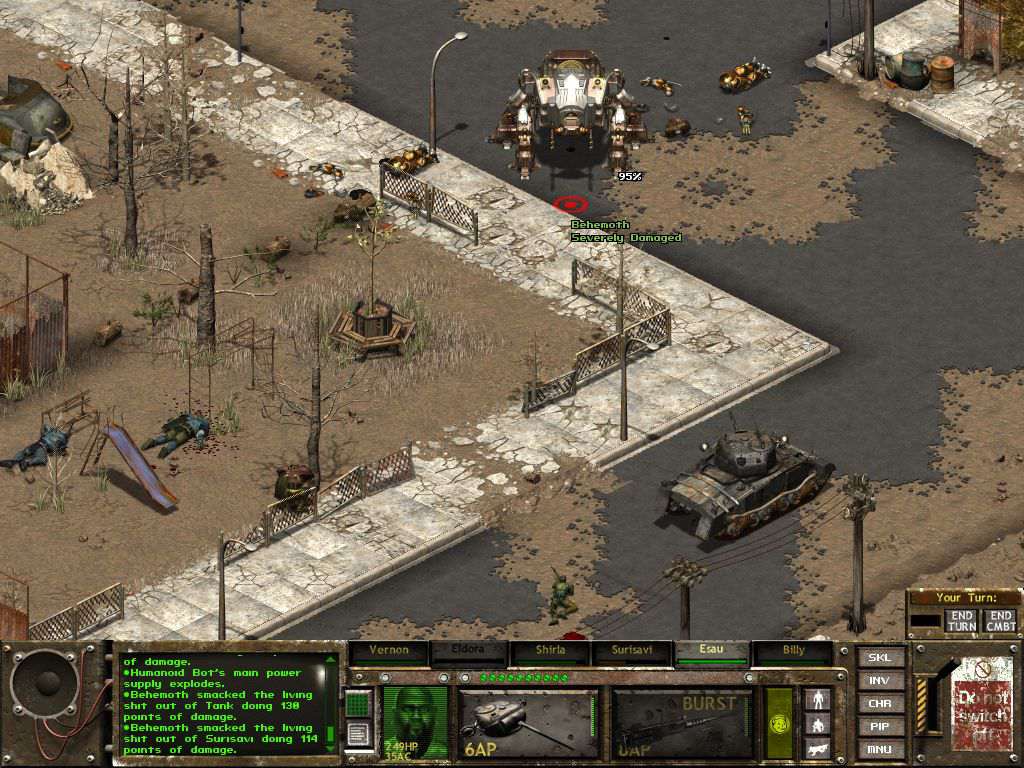 95%
Behemoth
Severely Damaged
Your Turn:
END TURN
END CMBT
Vernon
Eldora
Shirla
Surisavi
Esau
Billy
of damage.
•Humanoid Bot's main power
supply explodes.
•Behemoth smacked the living
shit out of Tank doing 130
points of damage.
•Behemoth smacked the living
shit out of Surisavi doing 114
points of damage.
249HP
35AC
6AP
BURST
SKL
INV
CHR
PIP
MNU
Do not
switch
off